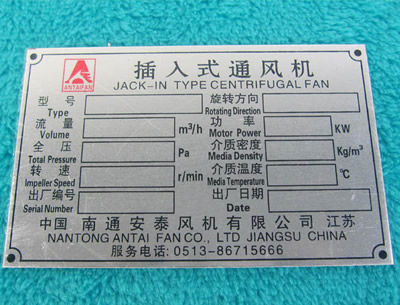 ANTAIFAN
插入式通风机
JACK-IN TYPE CENTRIFUGAL FAN
型号 旋转方向
Type Rotating Direction
流量 m³/h 功率 KW
Volume Motor Power
全压 Pa 介质密度 Kg/m³
Total Pressure Media Density
转速 r/min 介质温度 ℃
Impeller Speed Media Temperature
出厂编号 出厂日期
Serial Number Date
中国 南通安泰风机有限公司 江苏
NANTONG ANTAI FAN CO., LTD JIANGSU CHINA
服务电话: 0513-86715666